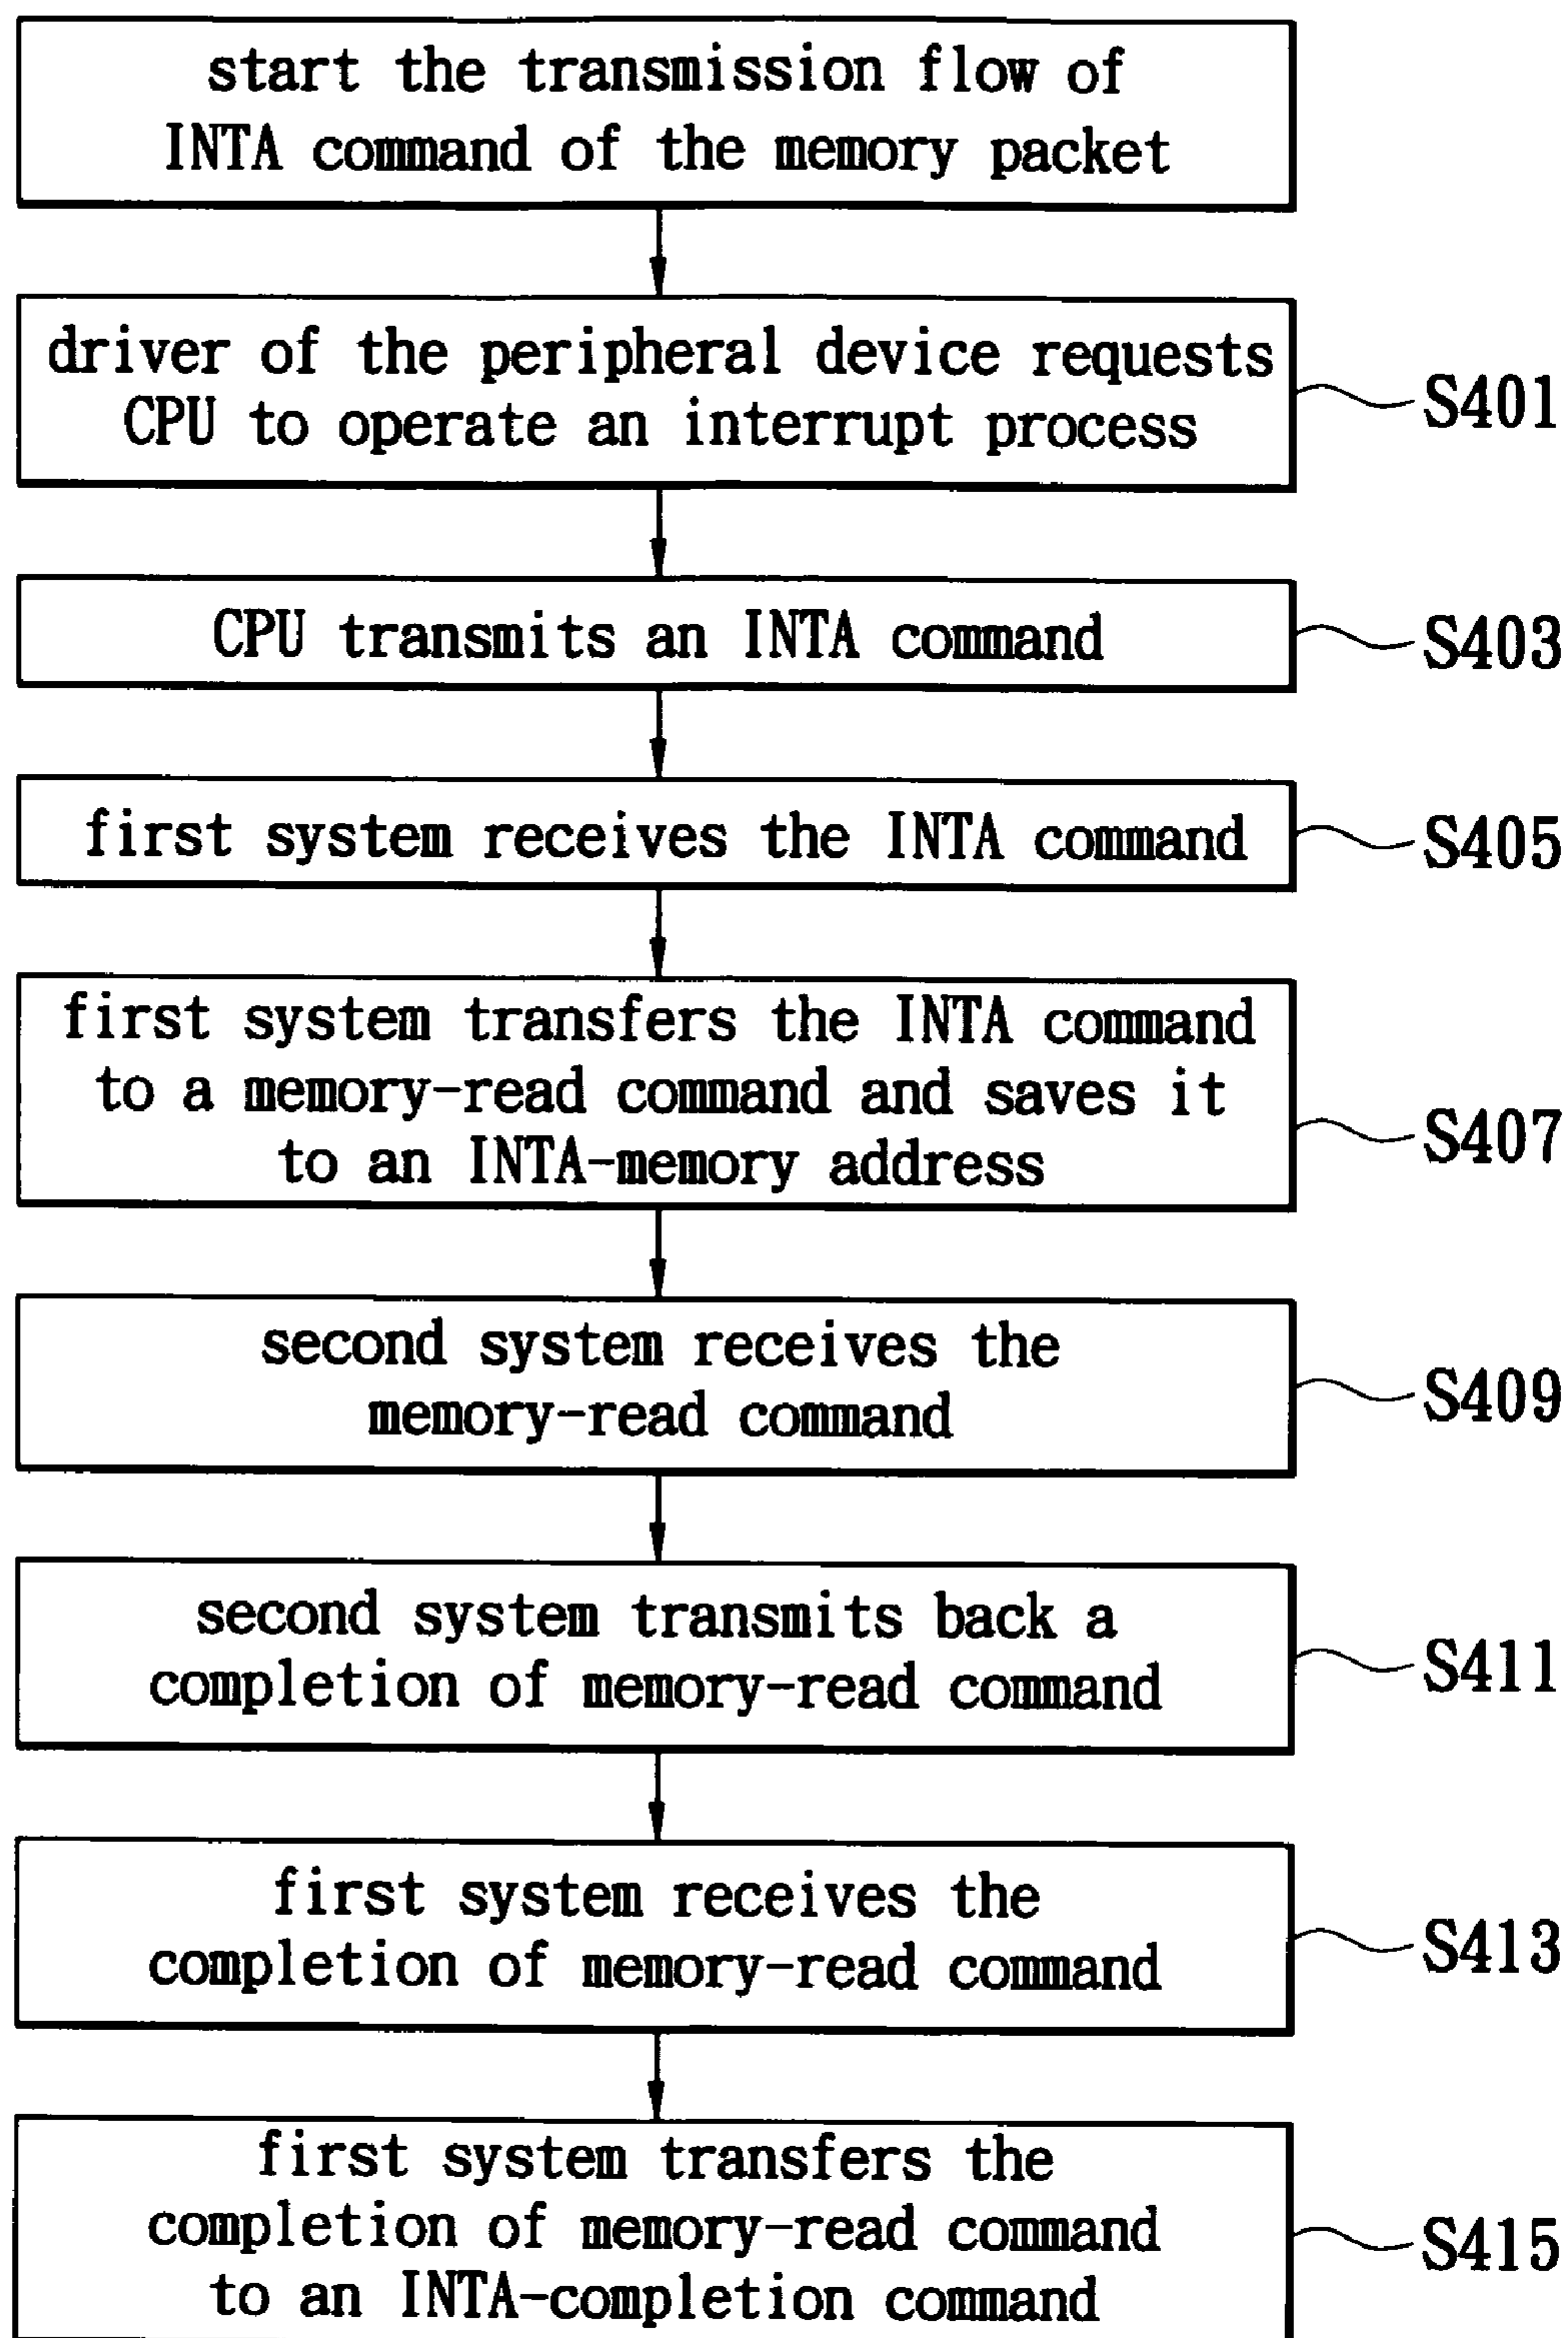 start the transmission flow of
INTA command of the memory packet
driver of the peripheral device requests
CPU to operate an interrupt process
S401
CPU transmits an INTA command
S403
first system receives the INTA command
S405
first system transfers the INTA command
to a memory-read command and saves it
to an INTA-memory address
S407
second system receives the
memory-read command
S409
second system transmits back a
completion of memory-read command
S411
first system receives the
completion of memory-read command
S413
first system transfers the
completion of memory-read command
to an INTA-completion command
S415